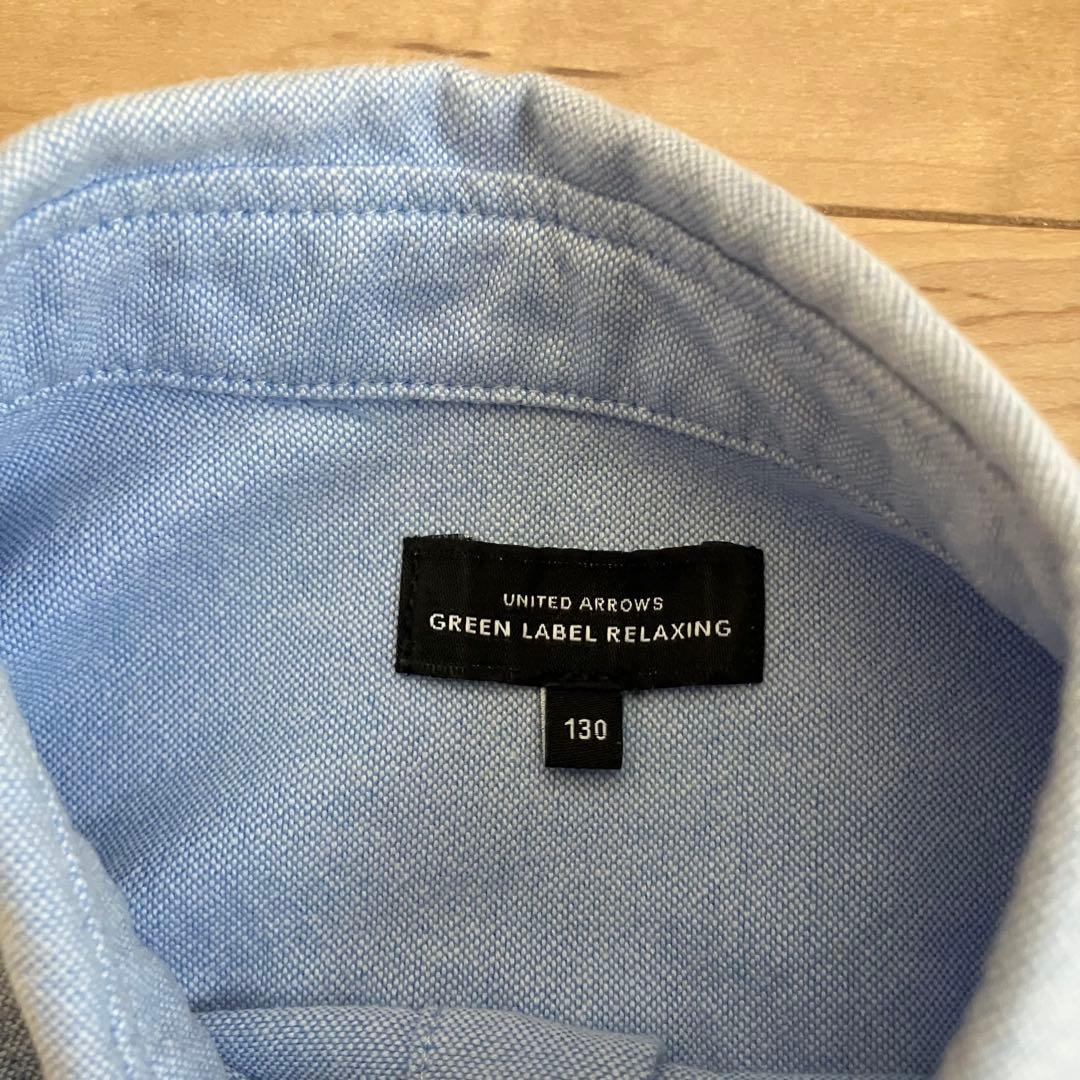 UNITED ARROWS
GREEN LABEL RELAXING
130